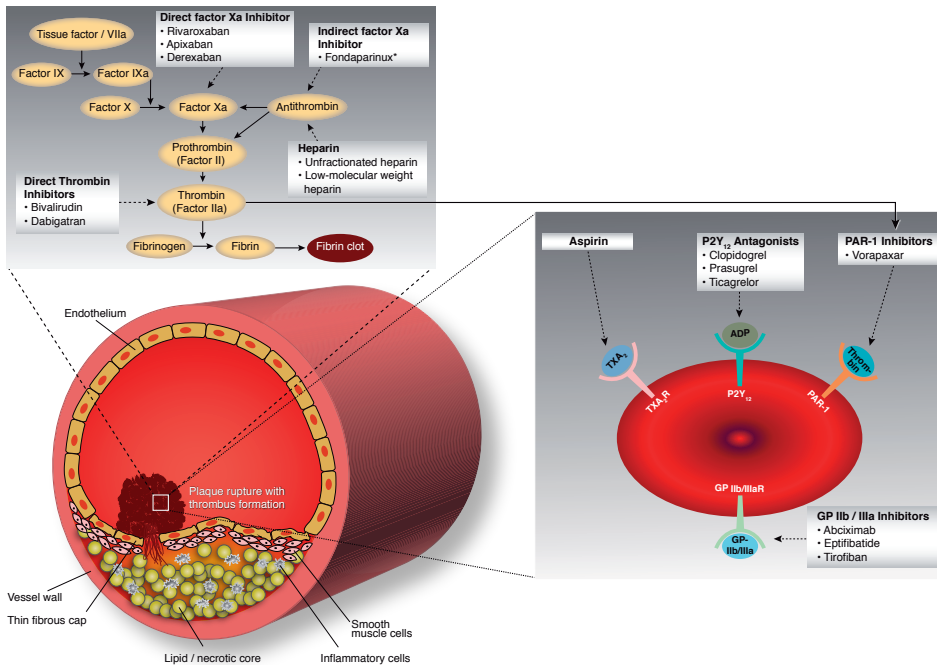 Tissue factor / VIIa
Factor IX
Factor IXa
Factor X
Factor Xa
Antithrombin
Prothrombin
(Factor II)
Thrombin
(Factor IIa)
Fibrinogen
Fibrin
Fibrin clot
Direct factor Xa Inhibitor
• Rivaroxaban
• Apixaban
• Derexaban
Indirect factor Xa
Inhibitor
• Fondaparinux*
Heparin
• Unfractionated heparin
• Low-molecular weight
heparin
Direct Thrombin
Inhibitors
• Bivalirudin
• Dabigatran
Aspirin
P2Y₁₂ Antagonists
• Clopidogrel
• Prasugrel
• Ticagrelor
PAR-1 Inhibitors
• Vorapaxar
TXA₂
ADP
Throm-
bin
TXA₂R
P2Y₁₂
PAR-1
GP IIb/IIIaR
GP-
IIb/IIIa
GP IIb / IIIa Inhibitors
• Abciximab
• Eptifibatide
• Tirofiban
Endothelium
Plaque rupture with
thrombus formation
Vessel wall
Thin fibrous cap
Lipid / necrotic core
Inflammatory cells
Smooth
muscle cells